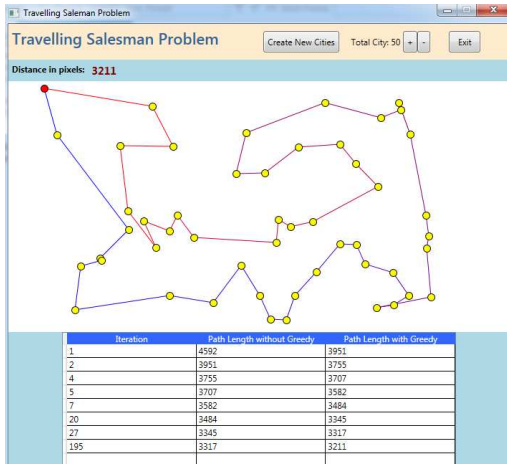 Travelling Saleman Problem
Travelling Salesman Problem
Create New Cities
Total City: 50
+
-
Exit
Distance in pixels: 3211
Iteration Path Length without Greedy Path Length with Greedy
1 4592 3951
2 3951 3755
4 3755 3707
5 3707 3582
7 3582 3484
20 3484 3345
27 3345 3317
195 3317 3211